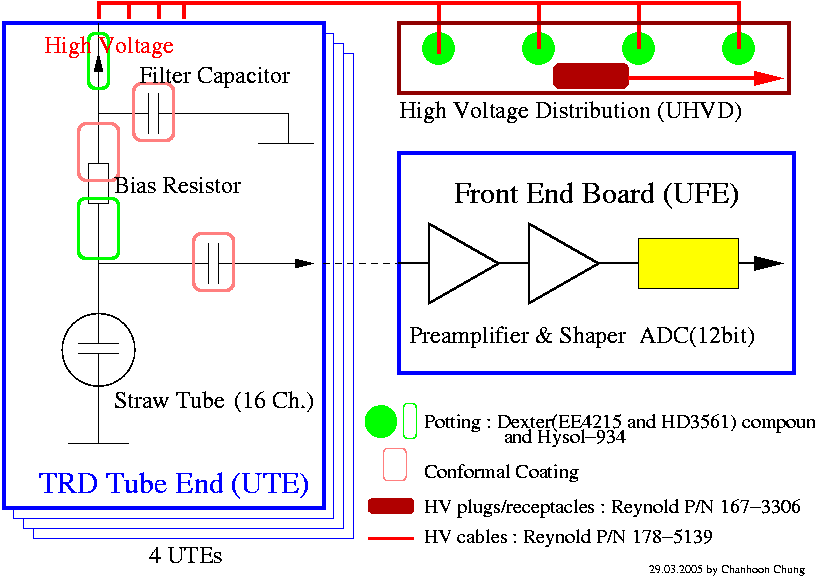 High Voltage
Filter Capacitor
Bias Resistor
Straw Tube (16 Ch.)
TRD Tube End (UTE)
4 UTEs
High Voltage Distribution (UHVD)
Front End Board (UFE)
Preamplifier & Shaper ADC(12bit)
Potting : Dexter(EE4215 and HD3561) compoun
and Hysol−934
Conformal Coating
HV plugs/receptacles : Reynold P/N 167−3306
HV cables : Reynold P/N 178−5139
29.03.2005 by Chanhoon Chung